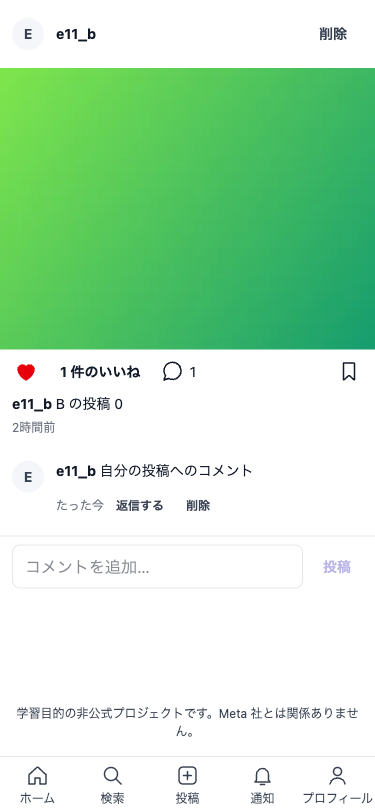 E e11_b 削除
1 件のいいね 1
e11_b B の投稿 0
2時間前
E e11_b 自分の投稿へのコメント
たった今 返信する 削除
コメントを追加... 投稿
学習目的の非公式プロジェクトです。Meta 社とは関係ありませ
ん。
ホーム 検索 投稿 通知 プロフィール